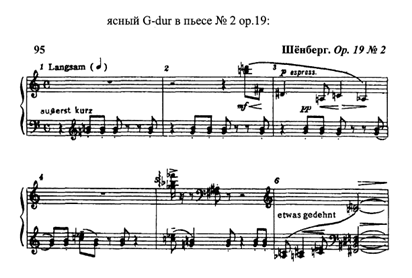 ясный G-dur в пьесе № 2 ор.19:
95 Шёнберг. Op. 19 № 2
1 Langsam (♩) 2 3 p espress.
äußerst kurz mf pp
4 5 6
etwas gedehnt